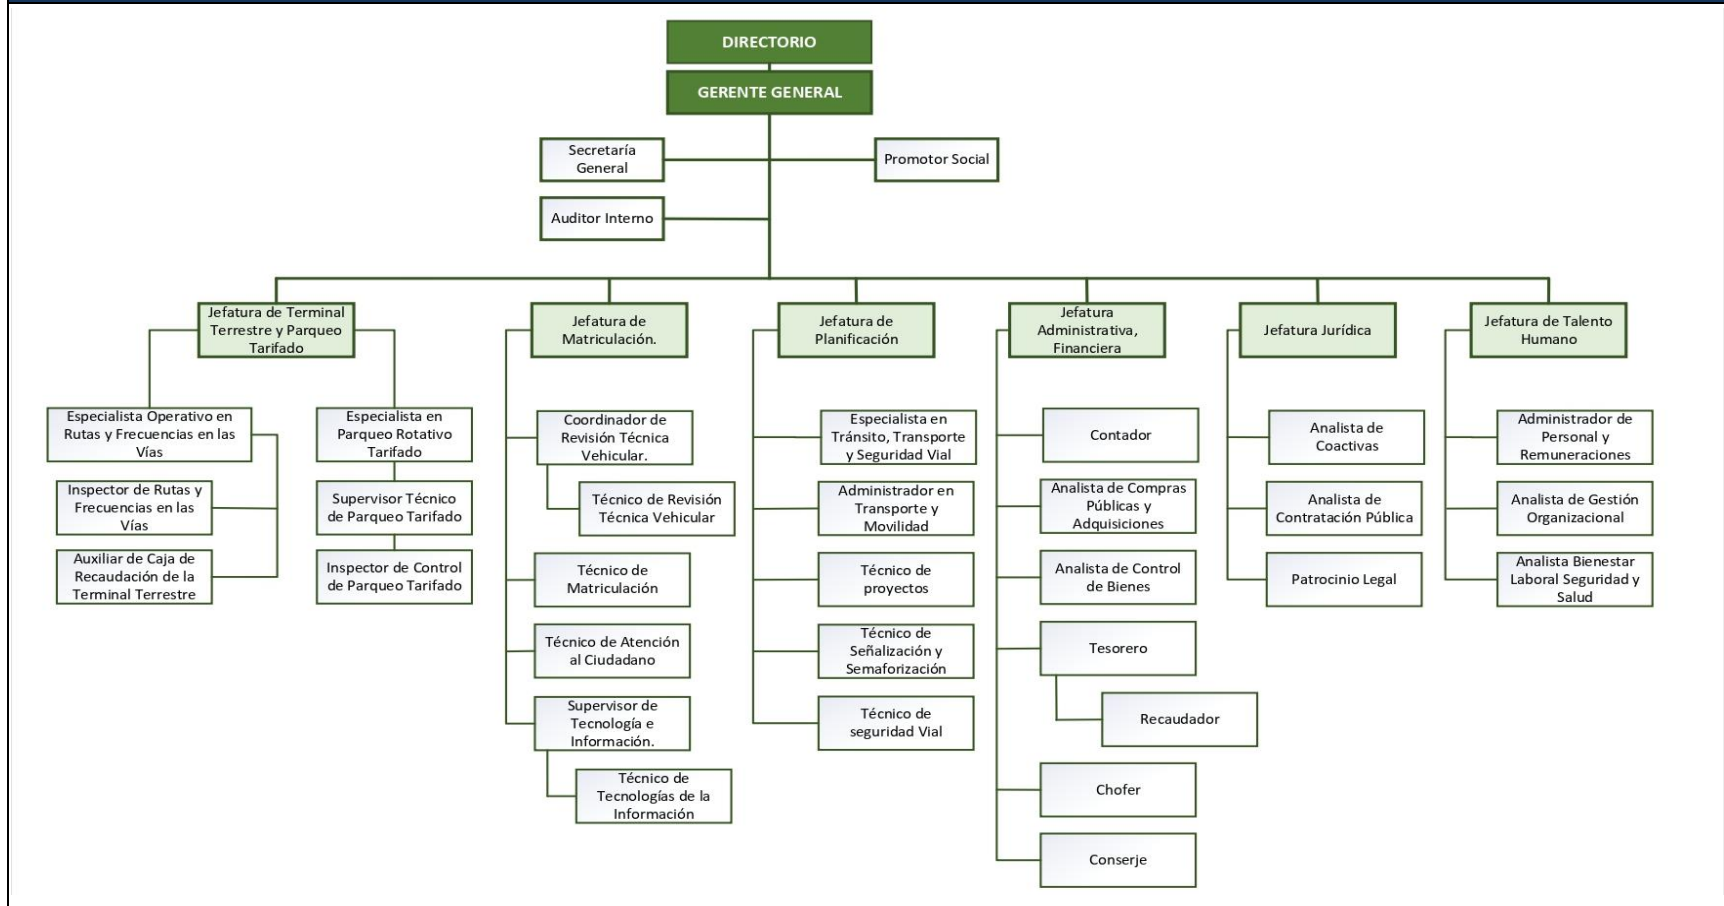 DIRECTORIO
GERENTE GENERAL
Secretaría
General
Promotor Social
Auditor Interno
Jefatura de Terminal
Terrestre y Parqueo
Tarifado
Jefatura de
Matriculación.
Jefatura de
Planificación
Jefatura
Administrativa,
Financiera
Jefatura Jurídica
Jefatura de Talento
Humano
Especialista Operativo en
Rutas y Frecuencias en las
Vías
Inspector de Rutas y
Frecuencias en las
Vías
Auxiliar de Caja de
Recaudación de la
Terminal Terrestre
Especialista en
Parqueo Rotativo
Tarifado
Supervisor Técnico
de Parqueo Tarifado
Inspector de Control
de Parqueo Tarifado
Coordinador de
Revisión Técnica
Vehicular.
Técnico de Revisión
Técnica Vehicular
Técnico de
Matriculación
Técnico de Atención
al Ciudadano
Supervisor de
Tecnología e
Información.
Técnico de
Tecnologías de la
Información
Especialista en
Tránsito, Transporte
y Seguridad Vial
Administrador en
Transporte y
Movilidad
Técnico de
proyectos
Técnico de
Señalización y
Semaforización
Técnico de
seguridad Vial
Contador
Analista de Compras
Públicas y
Adquisiciones
Analista de Control
de Bienes
Tesorero
Recaudador
Chofer
Conserje
Analista de
Coactivas
Analista de
Contratación Pública
Patrocinio Legal
Administrador de
Personal y
Remuneraciones
Analista de Gestión
Organizacional
Analista Bienestar
Laboral Seguridad y
Salud